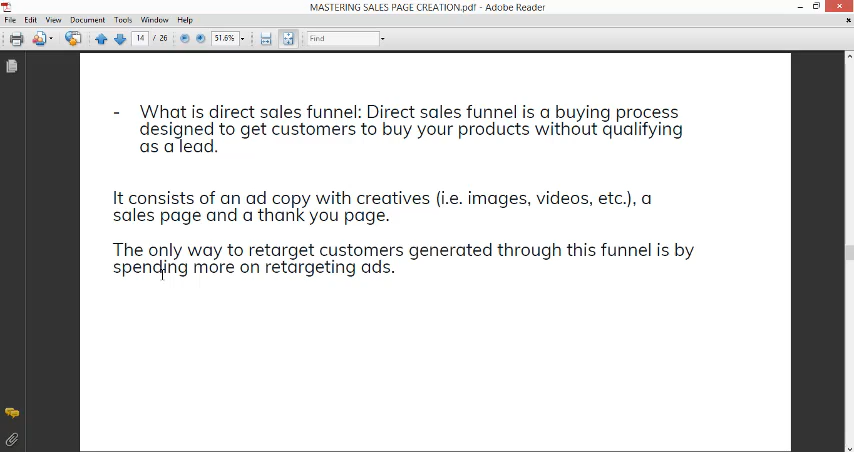 MASTERING SALES PAGE CREATION.pdf - Adobe Reader
File Edit View Document Tools Window Help
14 / 26 51.6% Find
- What is direct sales funnel: Direct sales funnel is a buying process
designed to get customers to buy your products without qualifying
as a lead.
It consists of an ad copy with creatives (i.e. images, videos, etc.), a
sales page and a thank you page.
The only way to retarget customers generated through this funnel is by
spending more on retargeting ads.